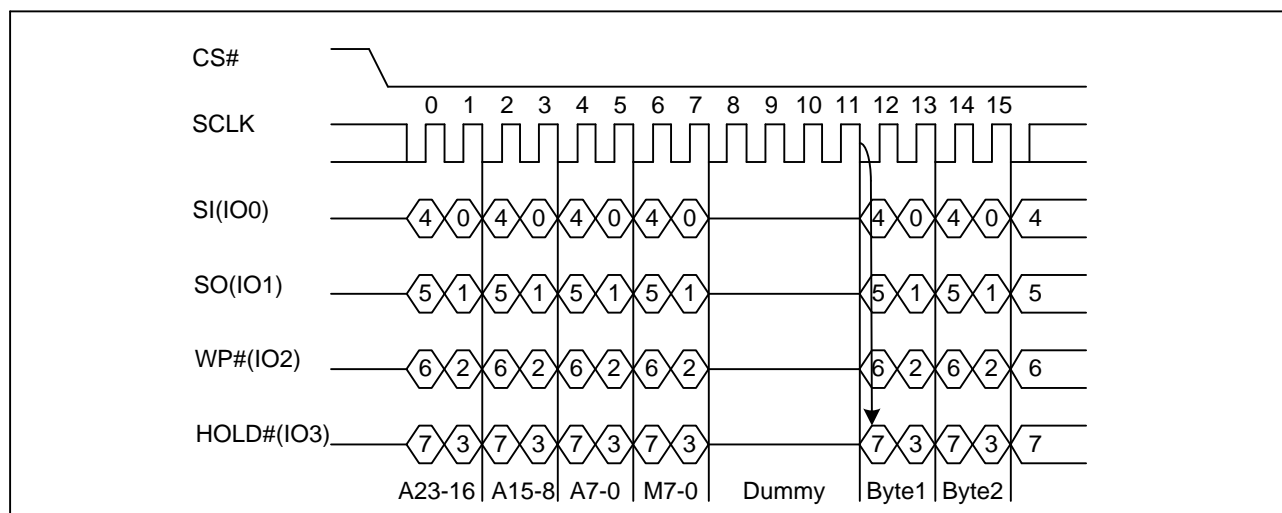 CS#
0 1 2 3 4 5 6 7 8 9 10 11 12 13 14 15
SCLK
SI(IO0) 4 0 4 0 4 0 4 0 4 0 4 0 4
SO(IO1) 5 1 5 1 5 1 5 1 5 1 5 1 5
WP#(IO2) 6 2 6 2 6 2 6 2 6 2 6 2 6
HOLD#(IO3) 7 3 7 3 7 3 7 3 7 3 7 3 7
A23-16 A15-8 A7-0 M7-0 Dummy Byte1 Byte2